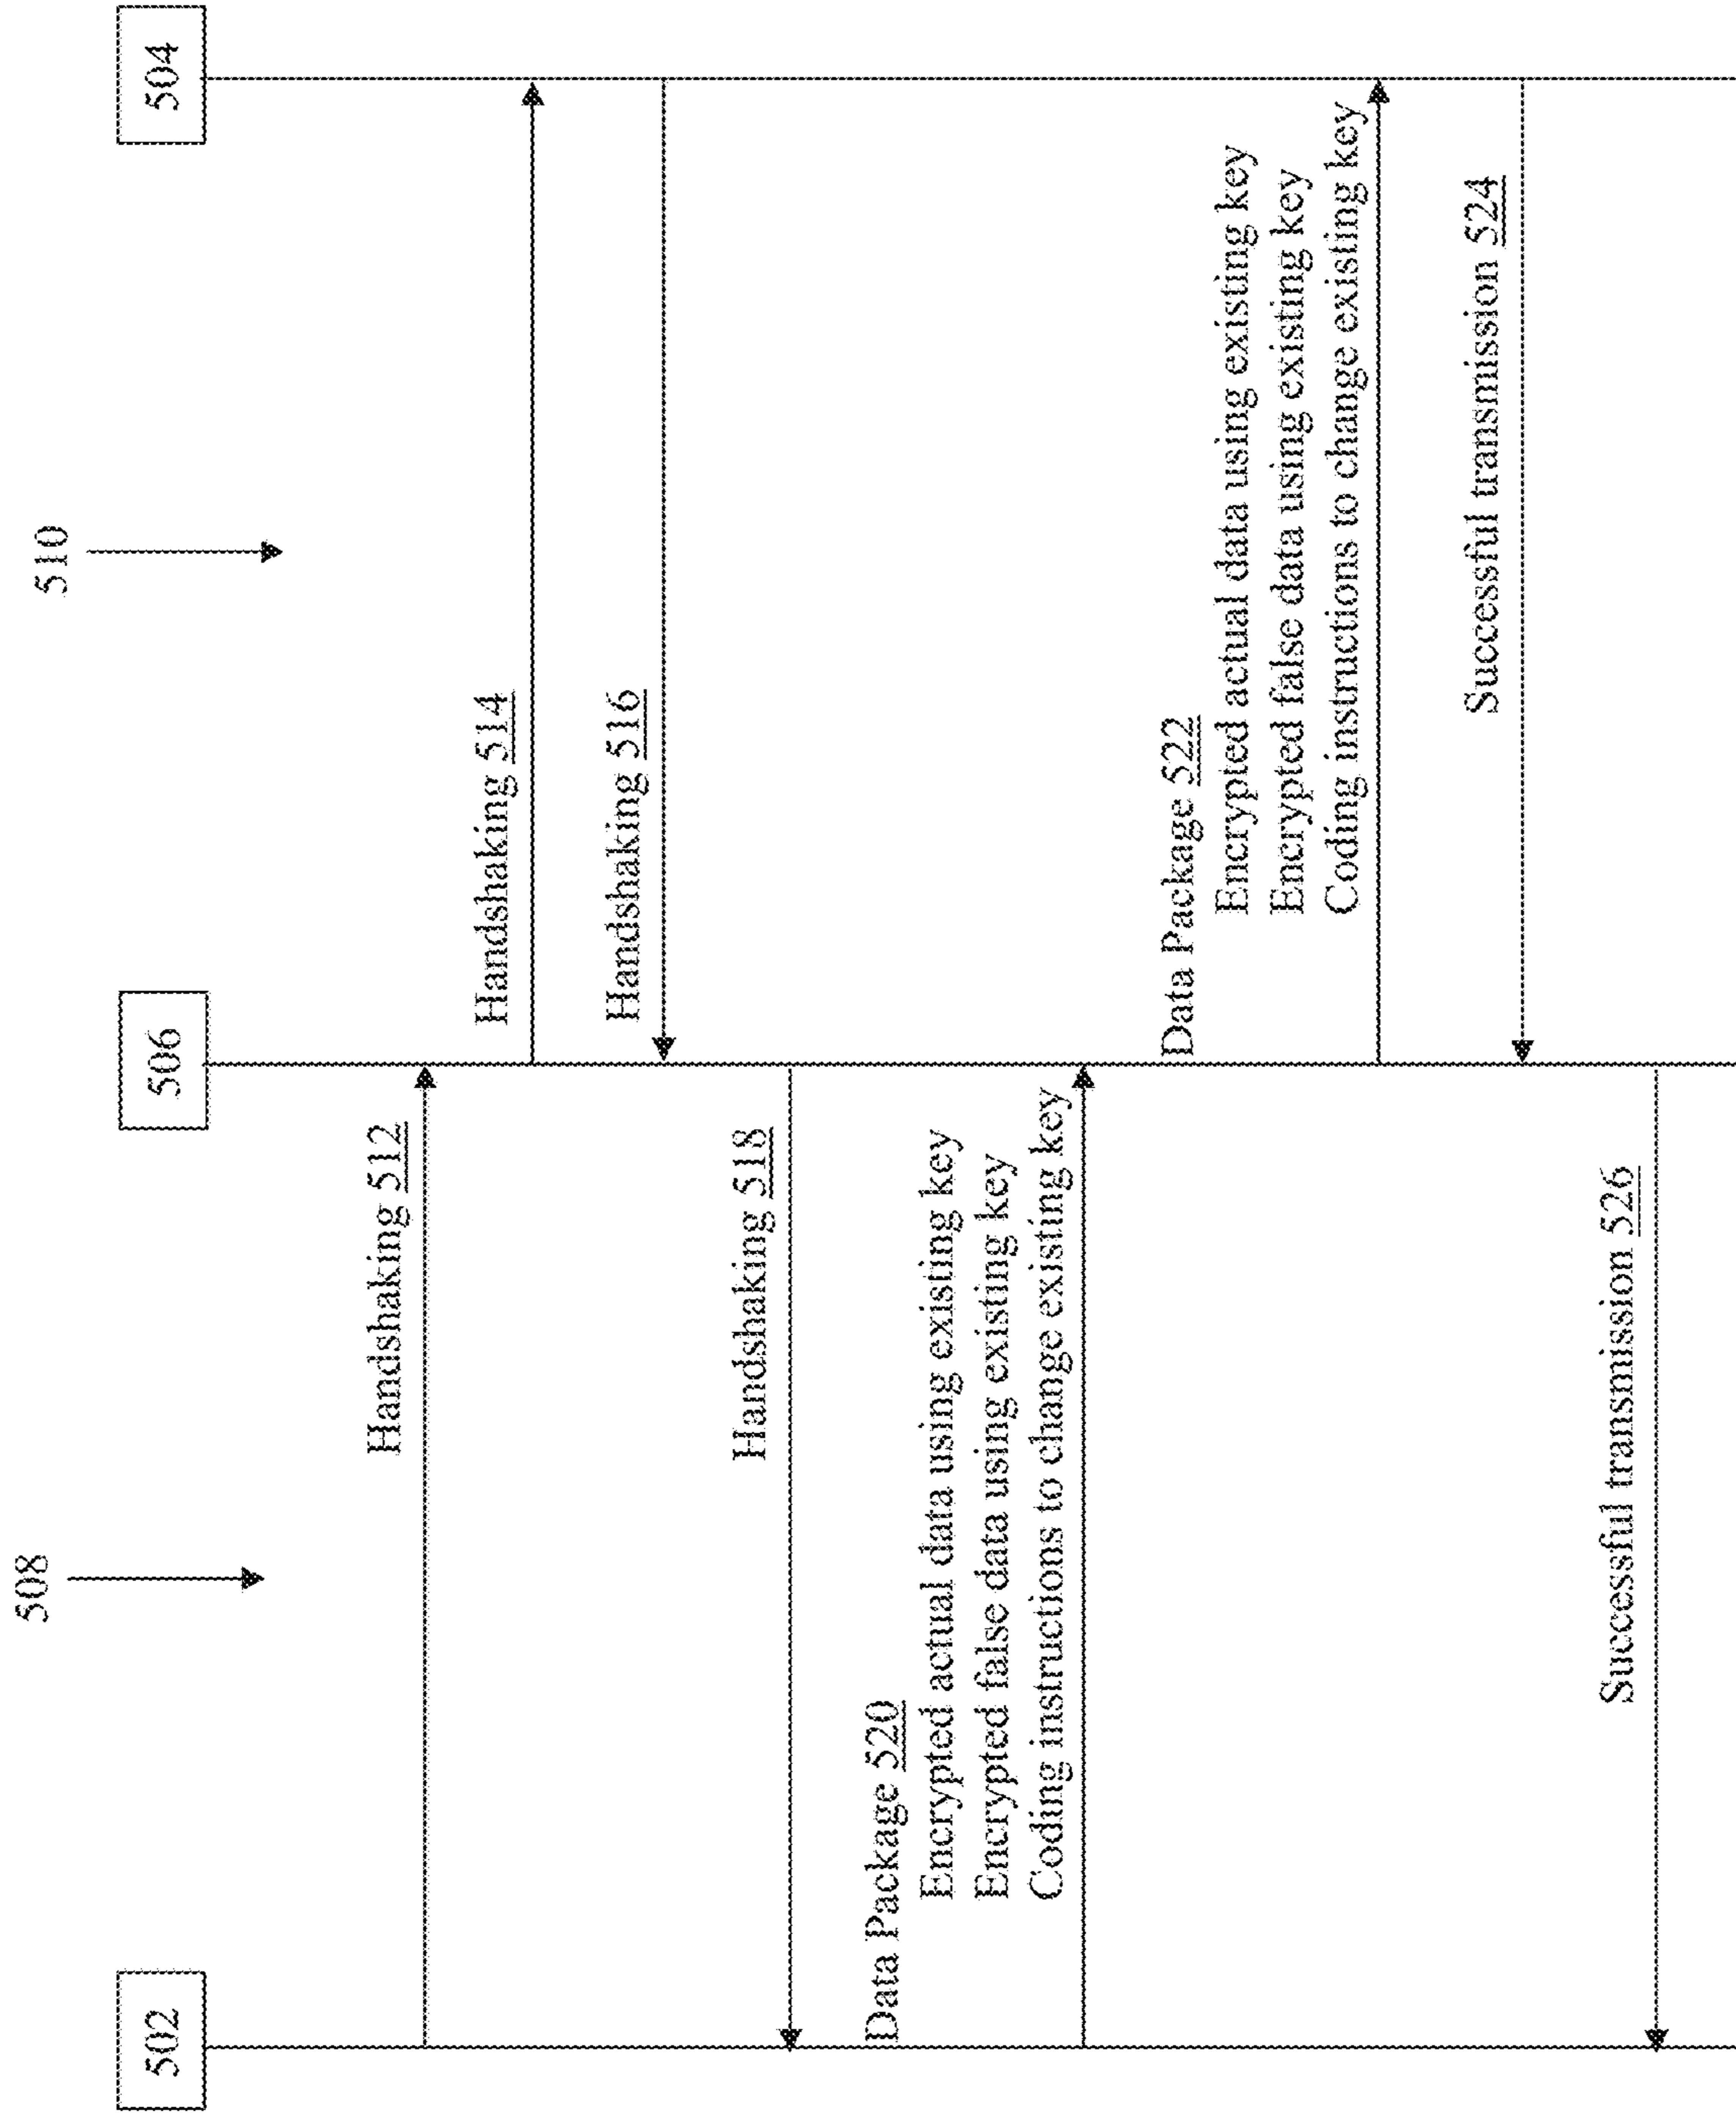 508
510
502
506
504
Handshaking 512
Handshaking 514
Handshaking 516
Handshaking 518
Data Package 520
Encrypted actual data using existing key
Encrypted false data using existing key
Coding instructions to change existing key
Data Package 522
Encrypted actual data using existing key
Encrypted false data using existing key
Coding instructions to change existing key
Successful transmission 524
Successful transmission 526